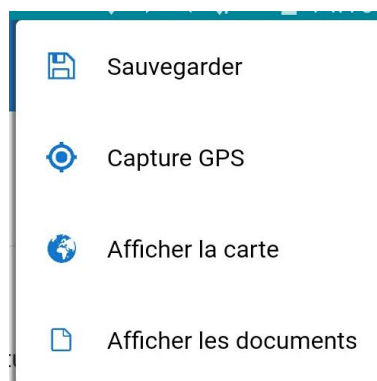 Sauvegarder
Capture GPS
Afficher la carte
Afficher les documents